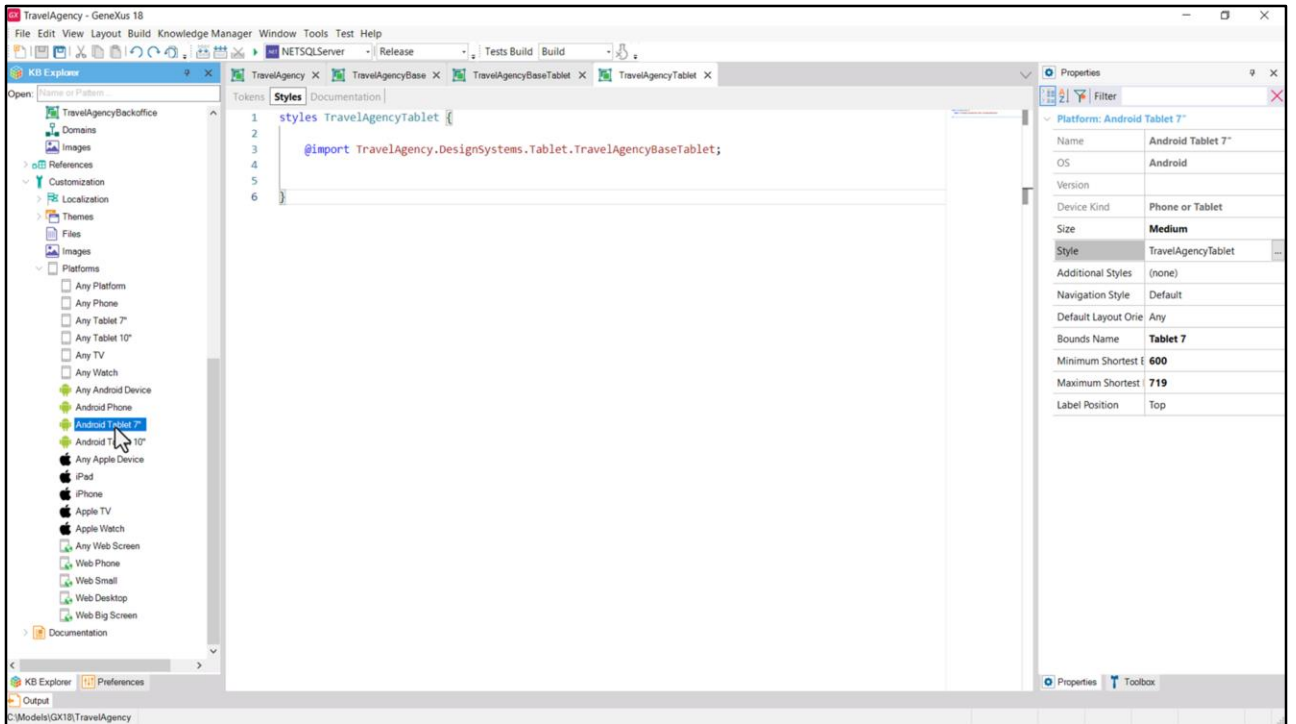 TravelAgency - GeneXus 18
File Edit View Layout Build Knowledge Manager Window Tools Test Help
NETSQLServer Release Tests Build Build
KB Explorer
Open: Name or Pattern...
TravelAgencyBackoffice
Domains
Images
References
Customization
Localization
Themes
Files
Images
Platforms
Any Platform
Any Phone
Any Tablet 7"
Any Tablet 10"
Any TV
Any Watch
Any Android Device
Android Phone
Android Tablet 7"
Android 10"
Any Apple Device
iPad
iPhone
Apple TV
Apple Watch
Any Web Screen
Web Phone
Web Small
Web Desktop
Web Big Screen
Documentation
KB Explorer Preferences
TravelAgency TravelAgencyBase TravelAgencyBaseTablet TravelAgencyTablet
Tokens Styles Documentation
1 styles TravelAgencyTablet {
2
3 @import TravelAgency.DesignSystems.Tablet.TravelAgencyBaseTablet;
4
5
6 }
Properties
Filter
Platform: Android Tablet 7"
Name Android Tablet 7"
OS Android
Version
Device Kind Phone or Tablet
Size Medium
Style TravelAgencyTablet ...
Additional Styles (none)
Navigation Style Default
Default Layout Orie Any
Bounds Name Tablet 7
Minimum Shortest 600
Maximum Shortest 719
Label Position Top
Properties Toolbox
Output
C:\Models\GX18\TravelAgency